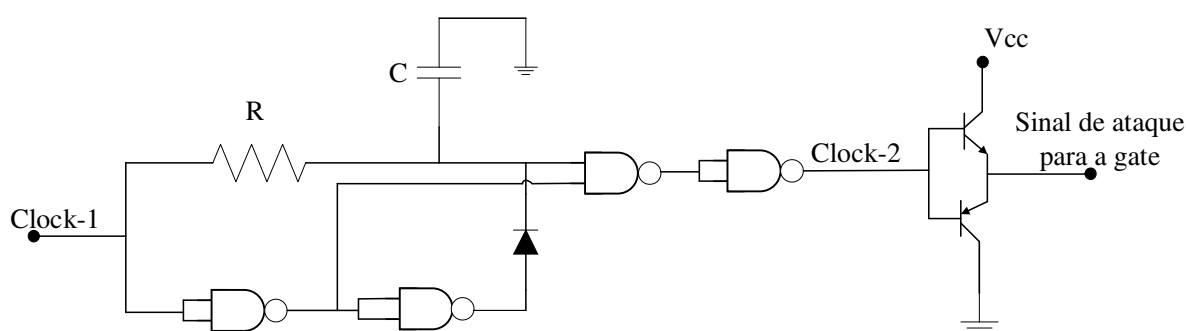 Vcc
C
R
Sinal de ataque
para a gate
Clock-2
Clock-1